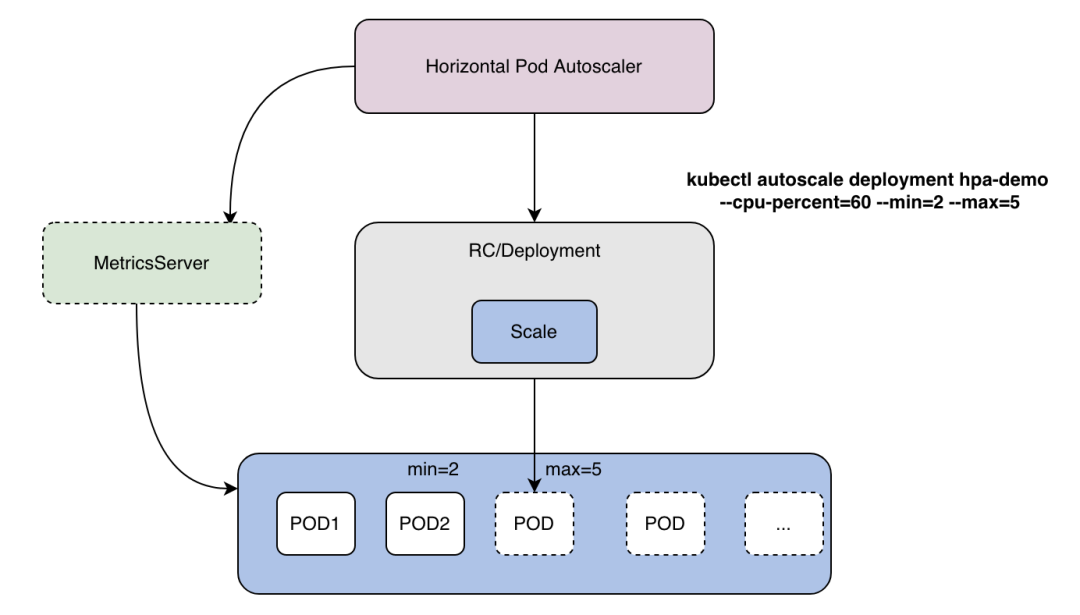 Horizontal Pod Autoscaler
kubectl autoscale deployment hpa-demo
--cpu-percent=60 --min=2 --max=5
MetricsServer
RC/Deployment
Scale
min=2
max=5
POD1
POD2
POD
POD
...